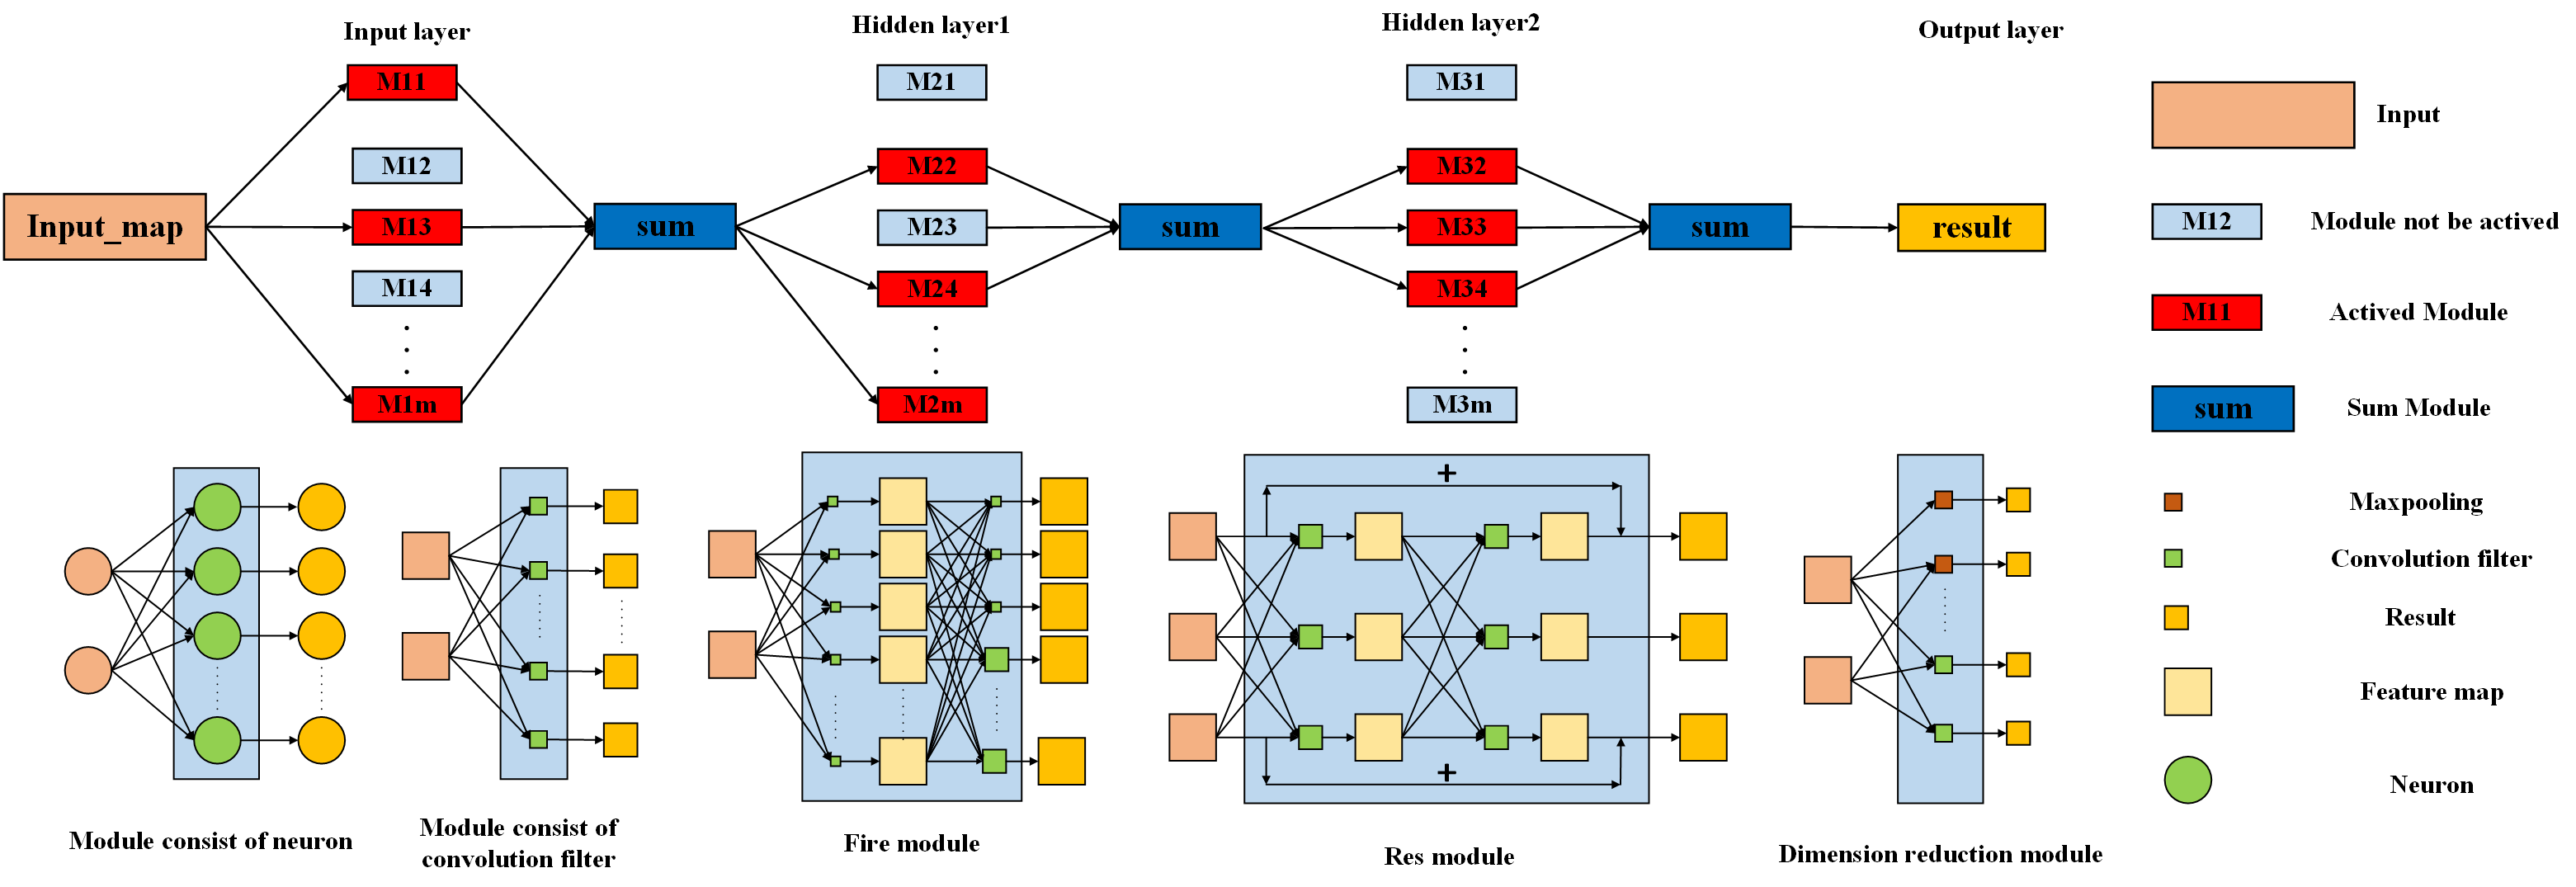 Input layer
Hidden layer1
Hidden layer2
Output layer
M11
M21
M31
Input
M12
M22
M32
Input_map
M13
sum
M23
sum
M33
sum
result
M12
Module not be actived
M14
M24
M34
M11
Actived Module
M1m
M2m
M3m
sum
Sum Module
+
+
Maxpooling
Convolution filter
Result
Feature map
Neuron
Module consist of neuron
Module consist of
convolution filter
Fire module
Res module
Dimension reduction module